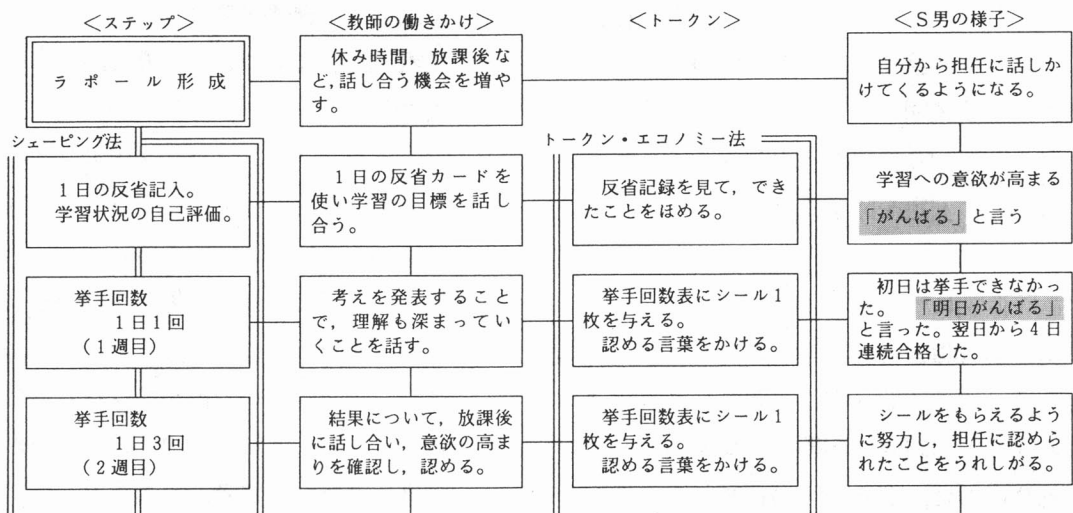 <ステップ>
<教師の働きかけ>
<トークン>
<S男の様子>
ラポール形成
休み時間，放課後な
ど，話し合う機会を増や
す。
自分から担任に話しか
けてくるようになる。
シェーピング法
トークン・エコノミー法
1日の反省記入。
学習状況の自己評価。
1日の反省カードを
使い学習の目標を話し
合う。
反省記録を見て，でき
たことをほめる。
学習への意欲が高まる
「がんばる」と言う
挙手回数
1日1回
（1週目）
考えを発表すること
で，理解も深まってい
くことを話す。
挙手回数表にシール1
枚を与える。
認める言葉をかける。
初日は挙手できなかっ
た。「明日がんばる」
と言った。翌日から4日
連続合格した。
挙手回数
1日3回
（2週目）
結果について，放課後
に話し合い，意欲の高ま
りを確認し，認める。
挙手回数表にシール1
枚を与える。
認める言葉をかける。
シールをもらえるよう
に努力し，担任に認めら
れたことをうれしがる。